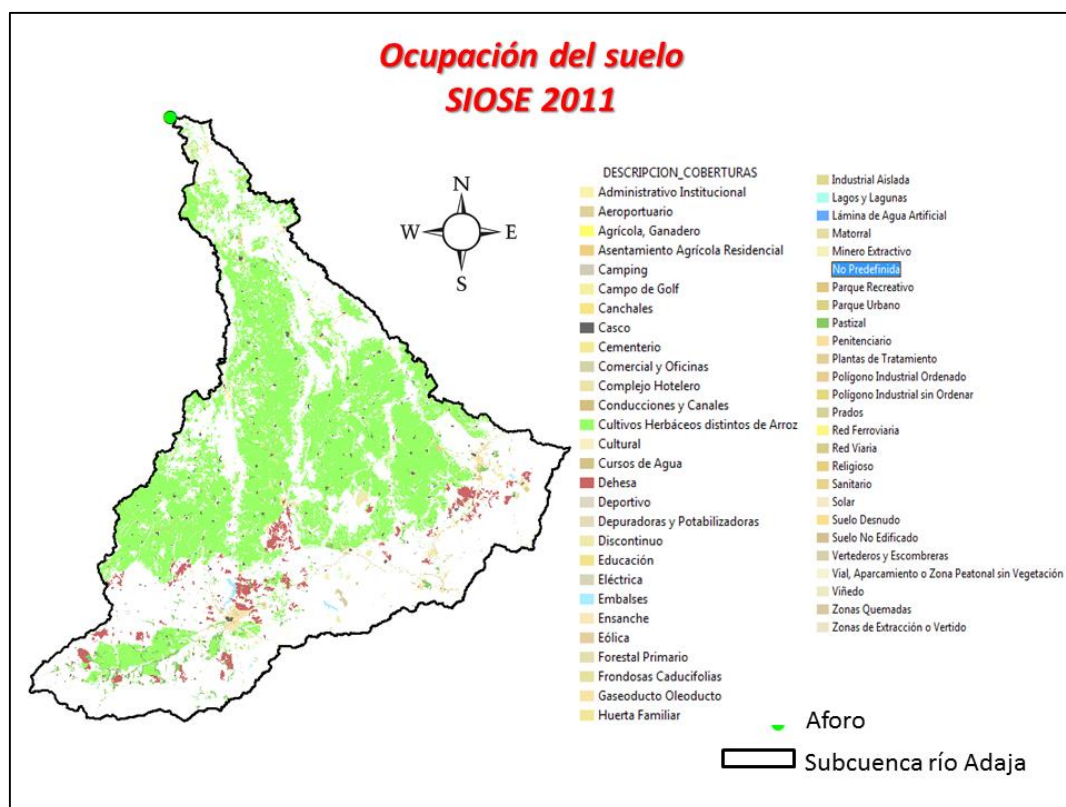 Ocupación del suelo
SIOSE 2011
N
W
E
S
DESCRIPCION_COBERTURAS
Administrativo Institucional
Aeroportuario
Agrícola, Ganadero
Asentamiento Agrícola Residencial
Camping
Campo de Golf
Canchales
Casco
Cementerio
Comercial y Oficinas
Complejo Hotelero
Conducciones y Canales
Cultivos Herbáceos distintos de Arroz
Cultural
Cursos de Agua
Dehesa
Deportivo
Depuradoras y Potabilizadoras
Discontinuo
Educación
Eléctrica
Embalses
Ensanche
Eólica
Forestal Primario
Frondosas Caducifolias
Gaseoducto Oleoducto
Huerta Familiar
Industrial Aislada
Lagos y Lagunas
Lámina de Agua Artificial
Matorral
Minero Extractivo
No Predefinida
Parque Recreativo
Parque Urbano
Pastizal
Penitenciario
Plantas de Tratamiento
Polígono Industrial Ordenado
Polígono Industrial sin Ordenar
Prados
Red Ferroviaria
Red Viaria
Religioso
Sanitario
Solar
Suelo Desnudo
Suelo No Edificado
Vertederos y Escombreras
Vial, Aparcamiento o Zona Peatonal sin Vegetación
Viñedo
Zonas Quemadas
Zonas de Extracción o Vertido
Aforo
Subcuenca río Adaja